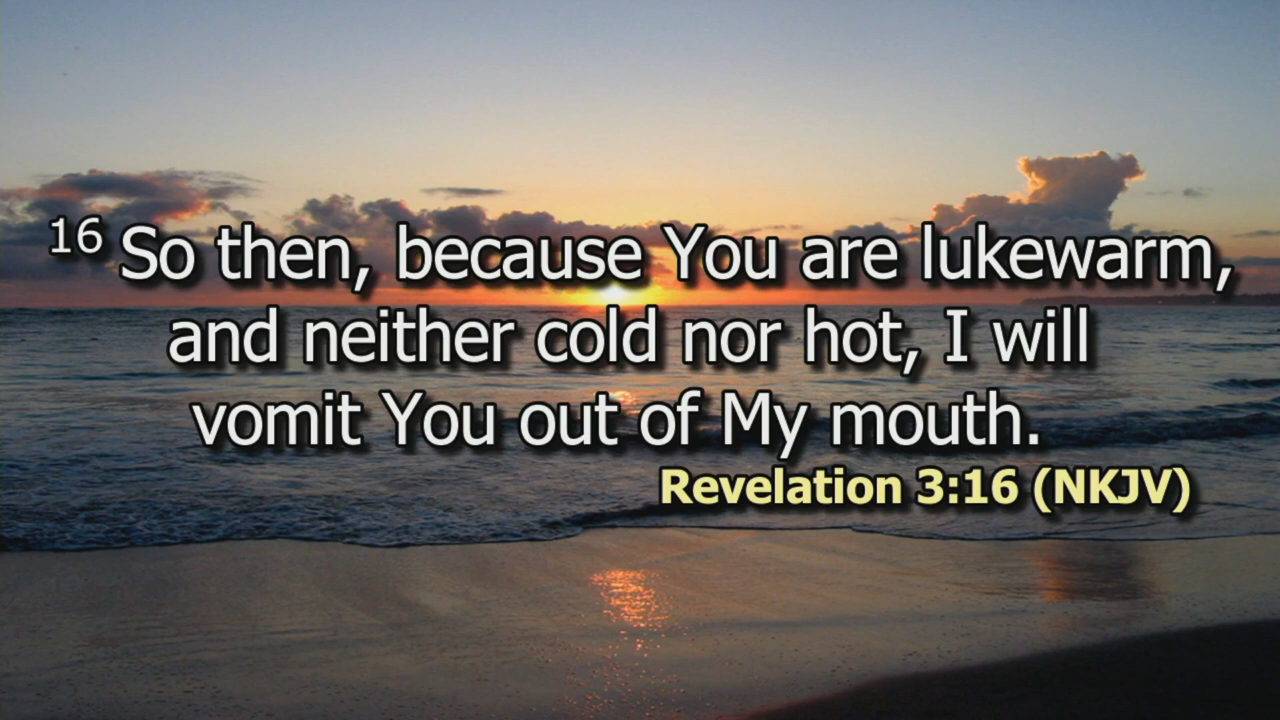 16 So then, because You are lukewarm,
and neither cold nor hot, I will
vomit You out of My mouth.
Revelation 3:16 (NKJV)